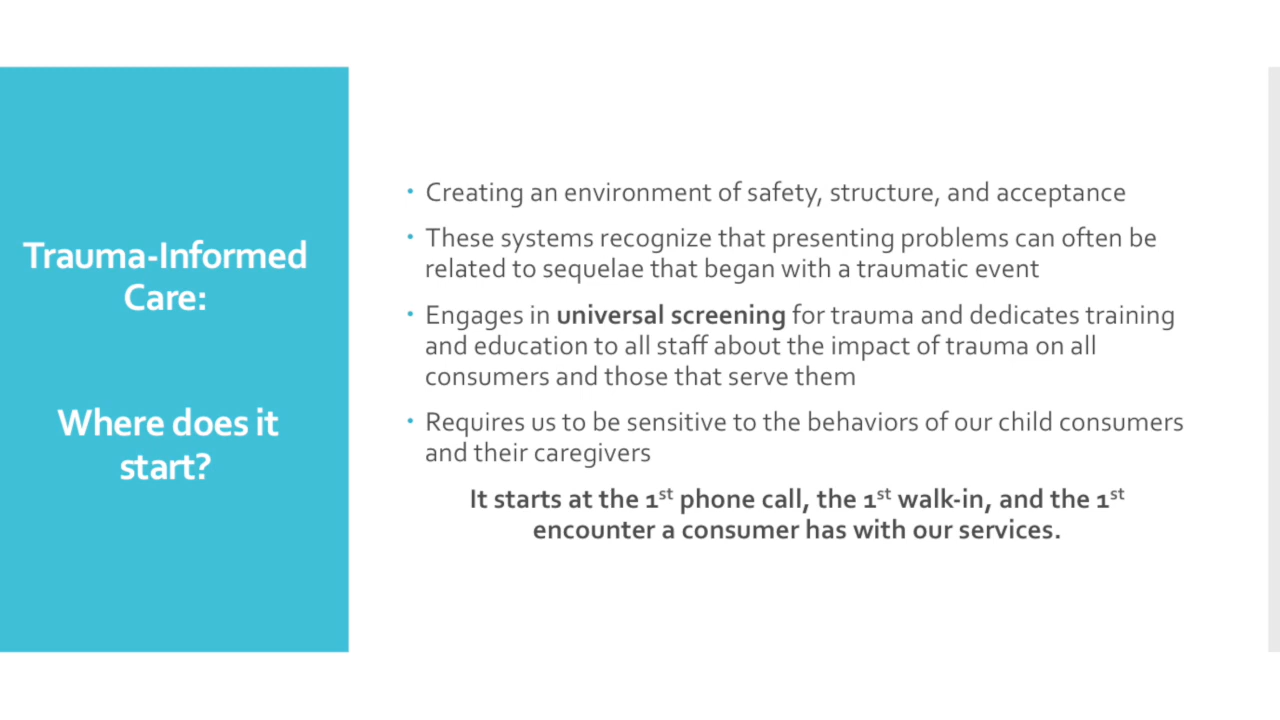 Trauma-Informed
Care:
Where does it
start?
• Creating an environment of safety, structure, and acceptance
• These systems recognize that presenting problems can often be
related to sequelae that began with a traumatic event
• Engages in universal screening for trauma and dedicates training
and education to all staff about the impact of trauma on all
consumers and those that serve them
• Requires us to be sensitive to the behaviors of our child consumers
and their caregivers
It starts at the 1st phone call, the 1st walk-in, and the 1st
encounter a consumer has with our services.